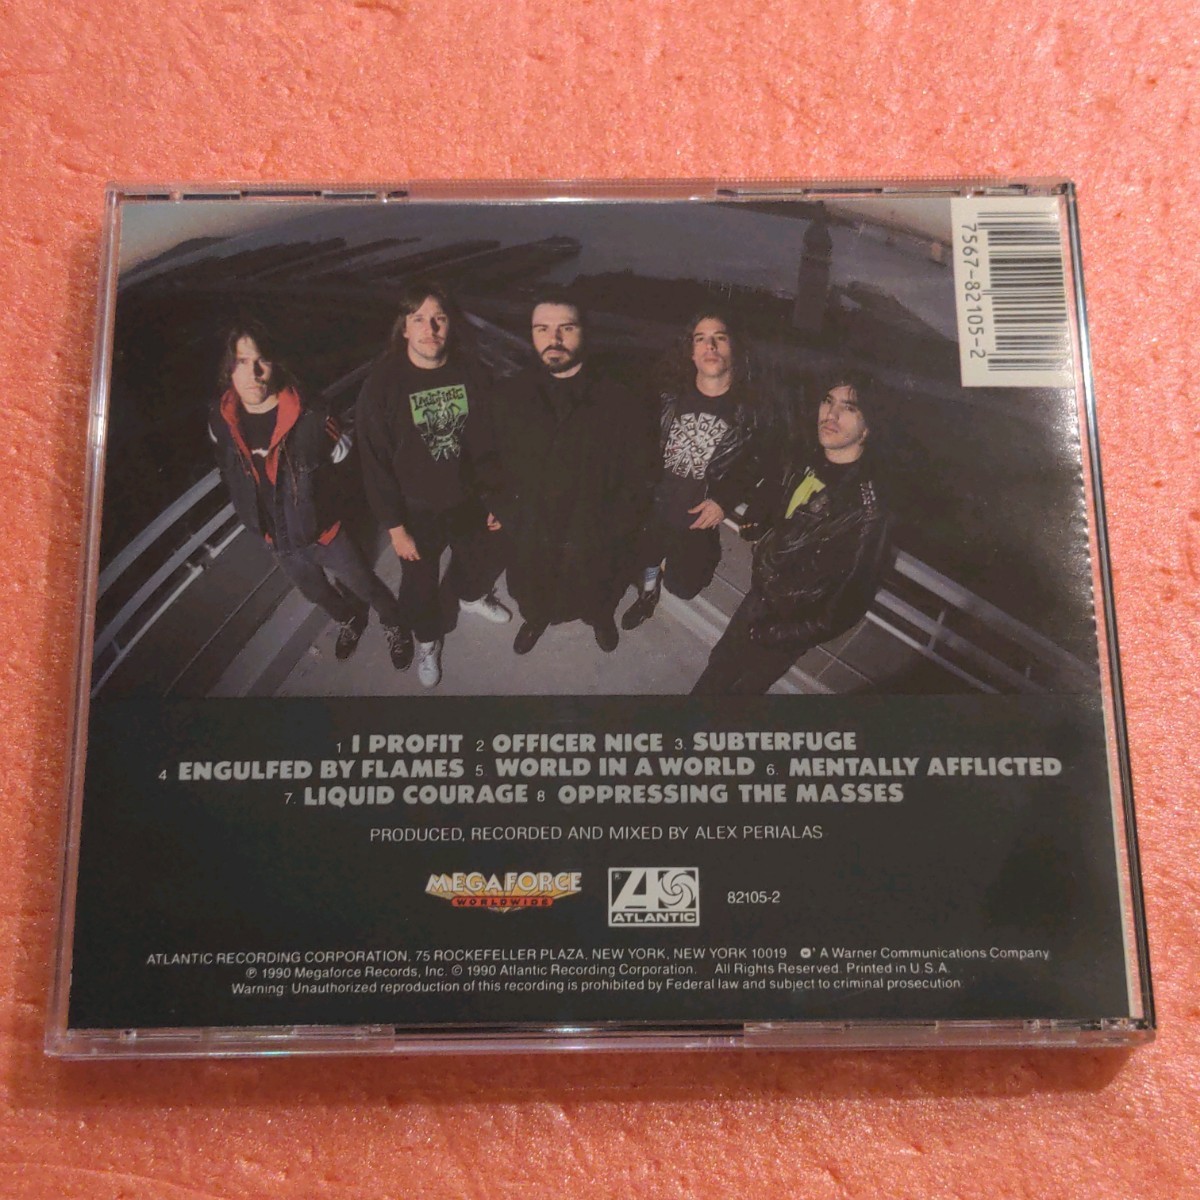 7567-82105-2
1 I PROFIT 2 OFFICER NICE 3. SUBTERFUGE
4 ENGULFED BY FLAMES 5. WORLD IN A WORLD 6. MENTALLY AFFLICTED
7. LIQUID COURAGE 8 OPPRESSING THE MASSES
PRODUCED, RECORDED AND MIXED BY ALEX PERIALAS
MEGAFORCE
WORLDWIDE
ATLANTIC
82105-2
ATLANTIC RECORDING CORPORATION, 75 ROCKEFELLER PLAZA, NEW YORK, NEW YORK 10019 A Warner Communications Company
℗ 1990 Megaforce Records, Inc. © 1990 Atlantic Recording Corporation. All Rights Reserved. Printed in U.S.A.
Warning: Unauthorized reproduction of this recording is prohibited by Federal law and subject to criminal prosecution.